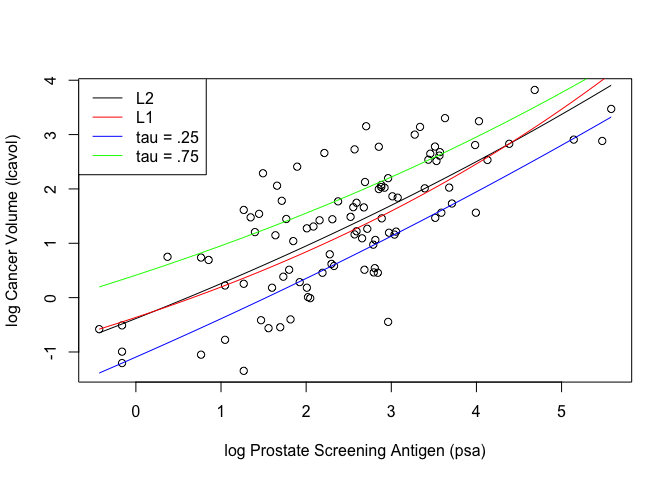 L2
L1
tau = .25
tau = .75
log Cancer Volume (lcavol)
4
3
2
1
0
-1
0 1 2 3 4 5
log Prostate Screening Antigen (psa)